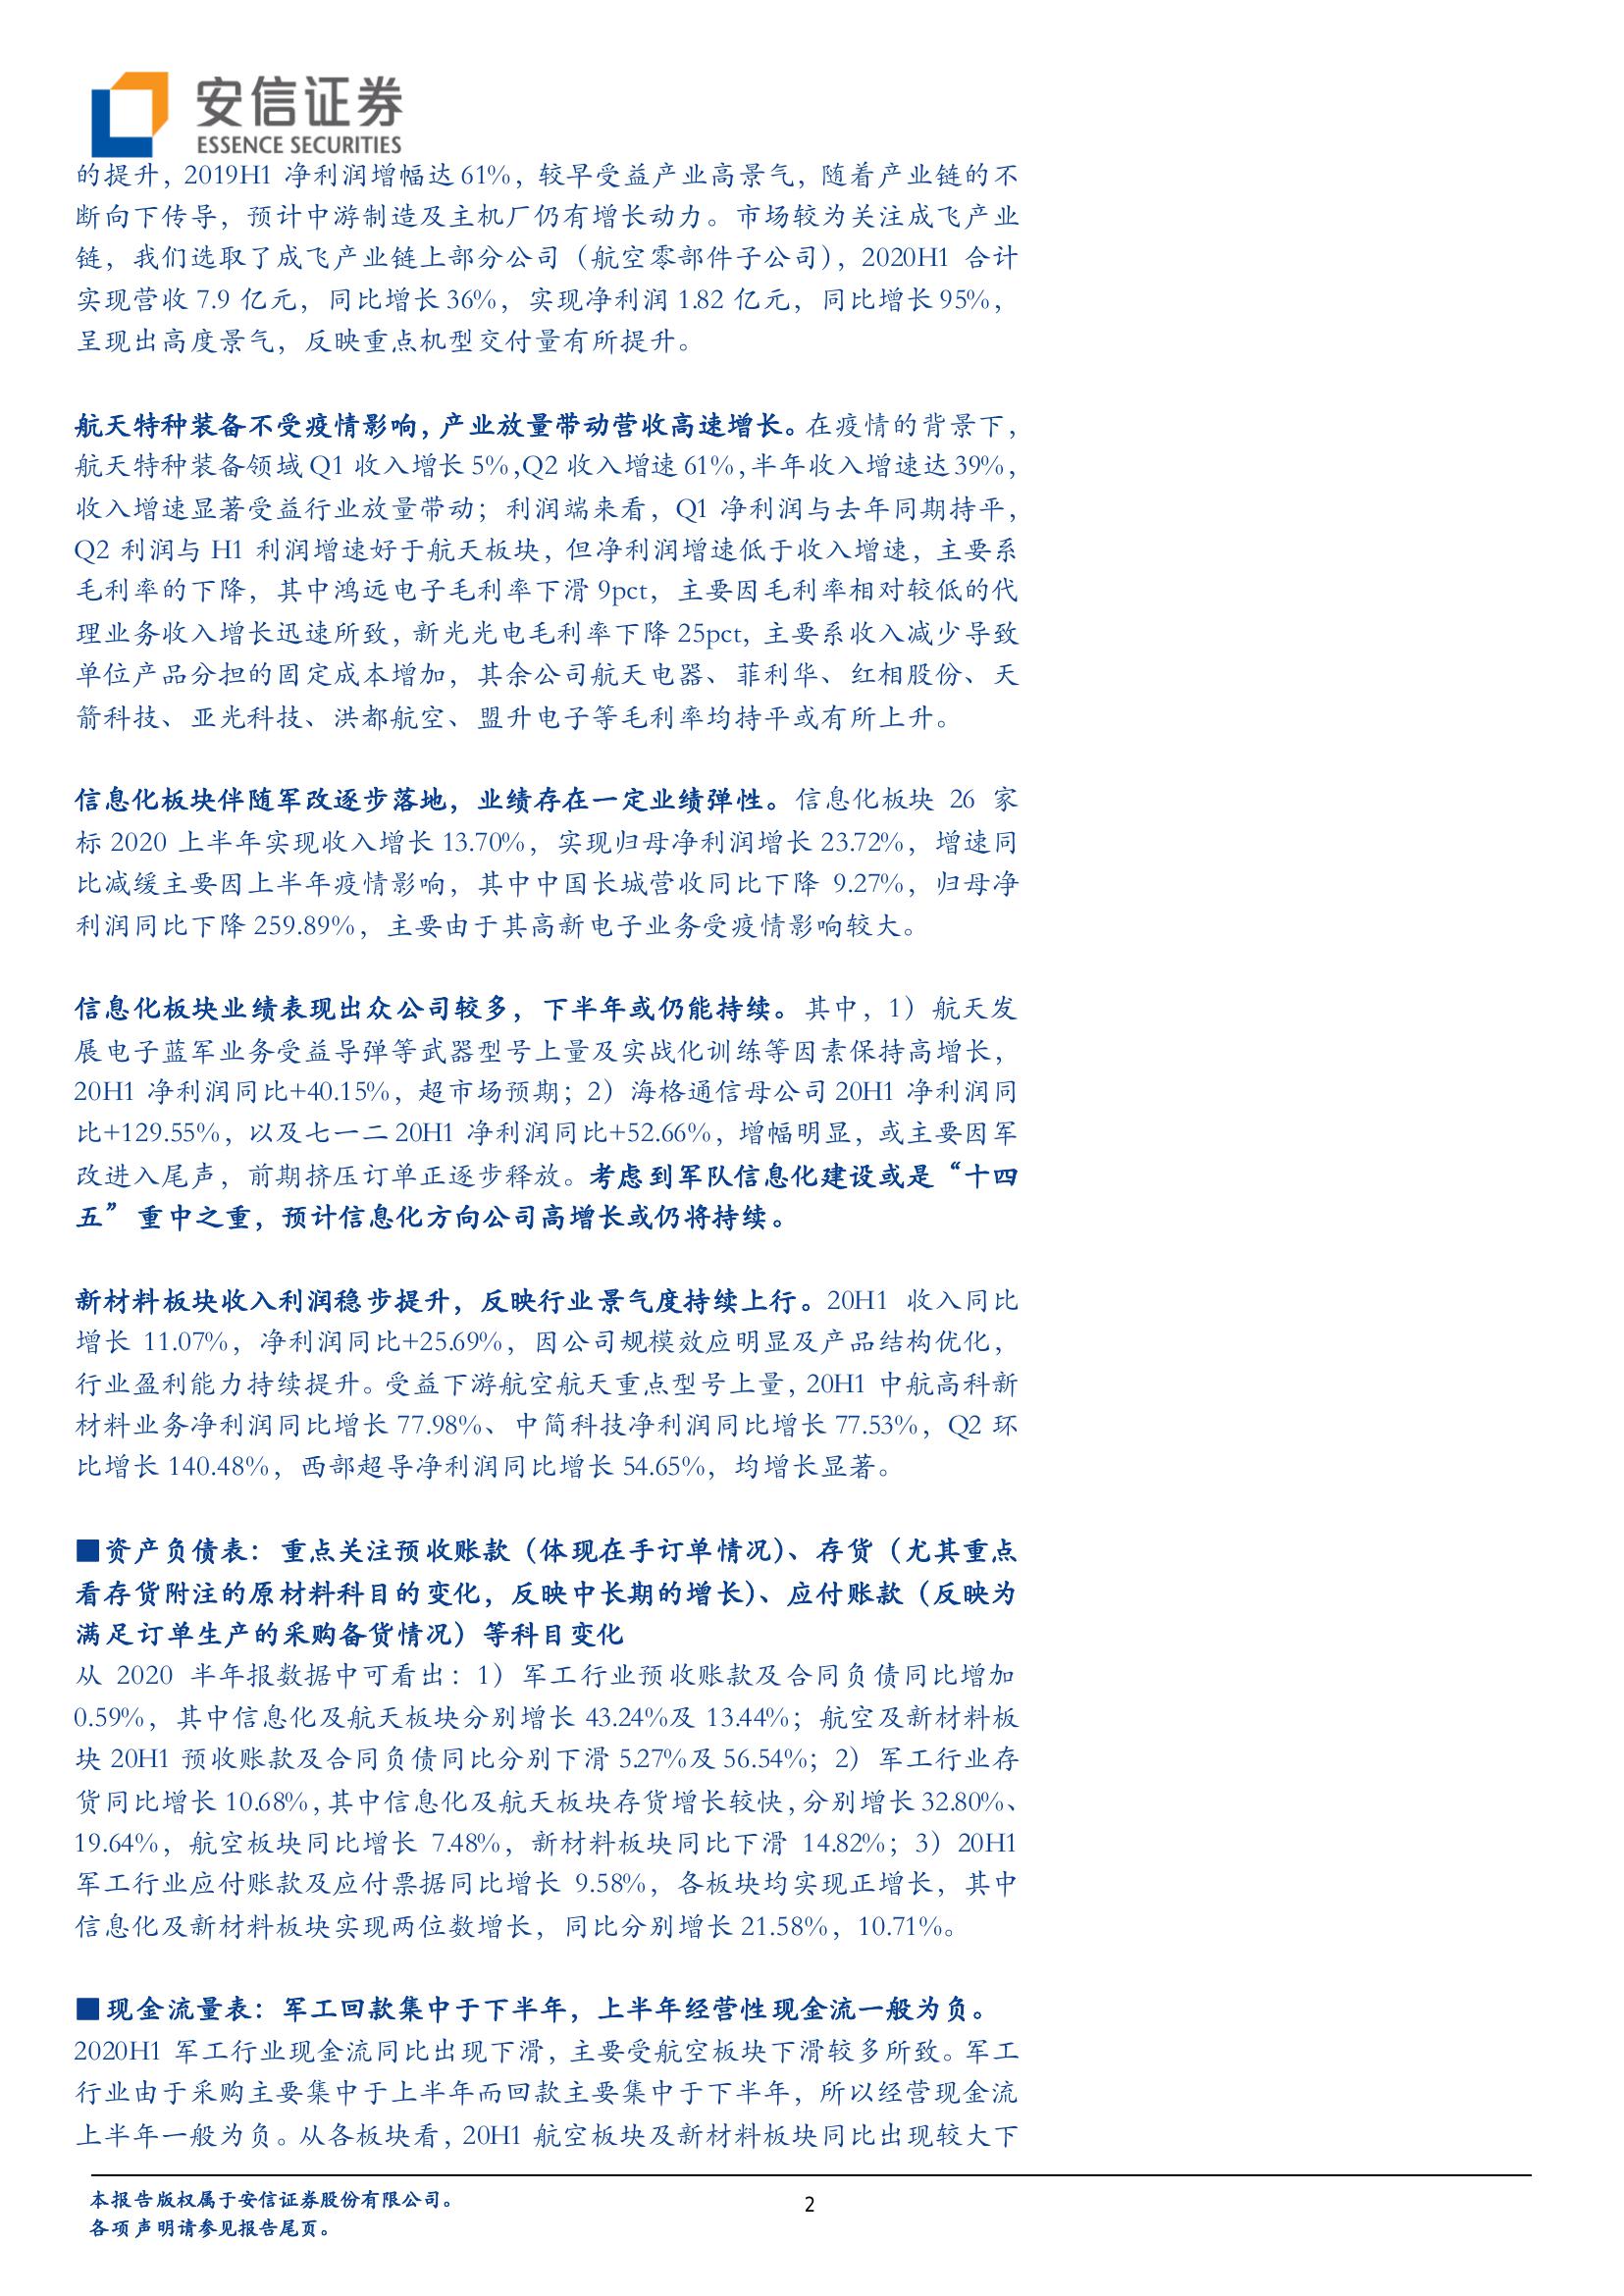 安信证券
ESSENCE SECURITIES
的提升，2019H1 净利润增幅达 61%，较早受益产业高景气，随着产业链的不
断向下传导，预计中游制造及主机厂仍有增长动力。市场较为关注成飞产业
链，我们选取了成飞产业链上部分公司（航空零部件子公司），2020H1 合计
实现营收 7.9 亿元，同比增长 36%，实现净利润 1.82 亿元，同比增长 95%，
呈现出高度景气，反映重点机型交付量有所提升。
航天特种装备不受疫情影响，产业放量带动营收高速增长。在疫情的背景下，
航天特种装备领域 Q1 收入增长 5%,Q2 收入增速 61%,半年收入增速达 39%，
收入增速显著受益行业放量带动；利润端来看，Q1 净利润与去年同期持平，
Q2 利润与 H1 利润增速好于航天板块，但净利润增速低于收入增速，主要系
毛利率的下降，其中鸿远电子毛利率下滑 9pct，主要因毛利率相对较低的代
理业务收入增长迅速所致，新光光电毛利率下降 25pct，主要系收入减少导致
单位产品分担的固定成本增加，其余公司航天电器、菲利华、红相股份、天
箭科技、亚光科技、洪都航空、盟升电子等毛利率均持平或有所上升。
信息化板块伴随军改逐步落地，业绩存在一定业绩弹性。信息化板块 26 家
标 2020 上半年实现收入增长 13.70%，实现归母净利润增长 23.72%，增速同
比减缓主要因上半年疫情影响，其中中国长城营收同比下降 9.27%，归母净
利润同比下降 259.89%，主要由于其高新电子业务受疫情影响较大。
信息化板块业绩表现出众公司较多，下半年或仍能持续。其中，1）航天发
展电子蓝军业务受益导弹等武器型号上量及实战化训练等因素保持高增长，
20H1 净利润同比+40.15%，超市场预期；2）海格通信母公司 20H1 净利润同
比+129.55%，以及七一二 20H1 净利润同比+52.66%，增幅明显，或主要因军
改进入尾声，前期挤压订单正逐步释放。考虑到军队信息化建设或是“十四
五”重中之重，预计信息化方向公司高增长或仍将持续。
新材料板块收入利润稳步提升，反映行业景气度持续上行。20H1 收入同比
增长 11.07%，净利润同比+25.69%，因公司规模效应明显及产品结构优化，
行业盈利能力持续提升。受益下游航空航天重点型号上量，20H1 中航高科新
材料业务净利润同比增长 77.98%、中简科技净利润同比增长 77.53%，Q2 环
比增长 140.48%，西部超导净利润同比增长 54.65%，均增长显著。
■资产负债表：重点关注预收账款（体现在手订单情况）、存货（尤其重点
看存货附注的原材料科目的变化，反映中长期的增长）、应付账款（反映为
满足订单生产的采购备货情况）等科目变化
从 2020 半年报数据中可看出：1）军工行业预收账款及合同负债同比增加
0.59%，其中信息化及航天板块分别增长 43.24%及 13.44%；航空及新材料板
块 20H1 预收账款及合同负债同比分别下滑 5.27%及 56.54%；2）军工行业存
货同比增长 10.68%，其中信息化及航天板块存货增长较快，分别增长 32.80%、
19.64%，航空板块同比增长 7.48%，新材料板块同比下滑 14.82%；3）20H1
军工行业应付账款及应付票据同比增长 9.58%，各板块均实现正增长，其中
信息化及新材料板块实现两位数增长，同比分别增长 21.58%，10.71%。
■现金流量表：军工回款集中于下半年，上半年经营性现金流一般为负。
2020H1 军工行业现金流同比出现下滑，主要受航空板块下滑较多所致。军工
行业由于采购主要集中于上半年而回款主要集中于下半年，所以经营现金流
上半年一般为负。从各板块看，20H1 航空板块及新材料板块同比出现较大下
本报告版权属于安信证券股份有限公司。
2
各项声明请参见报告尾页。